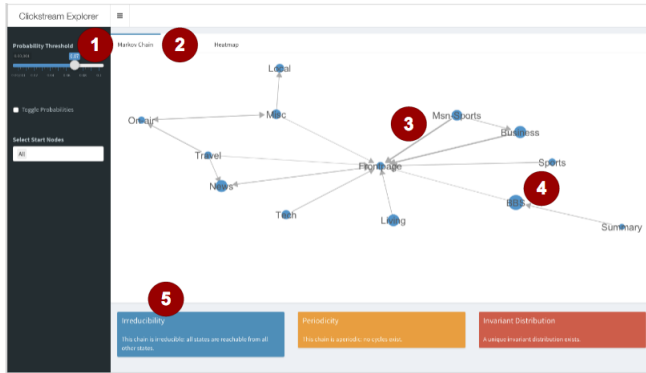 Clickstream Explorer
Probability Threshold
1
Markov Chain
2
Heatmap
Toggle Probabilities
Select Start Nodes
All
Local
On-air
Misc
3
Msn-Sports
Business
Travel
Frontpage
Sports
News
4
BBS
Tech
Living
Summary
5
Irreducibility
This chain is irreducible: all states are reachable from all
other states.
Periodicity
This chain is aperiodic: no cycles exist.
Invariant Distribution
A unique invariant distribution exists.